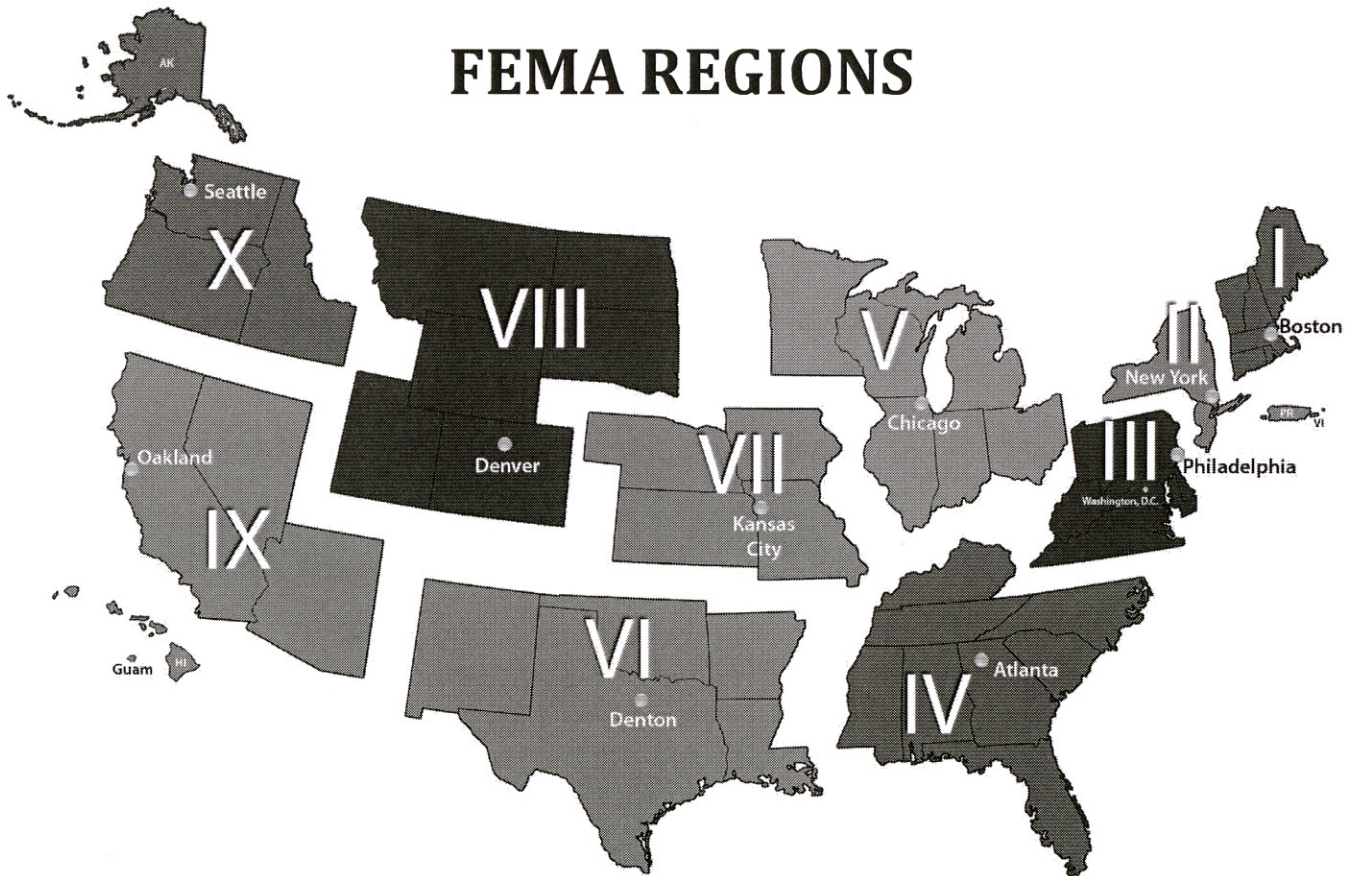 FEMA REGIONS
AK
Seattle
X
VIII
V
I
II
Boston
New York
PR
VI
Chicago
Oakland
Denver
VII
III
Philadelphia
Washington, D.C.
Kansas
City
IX
VI
Guam
HI
Denton
IV
Atlanta